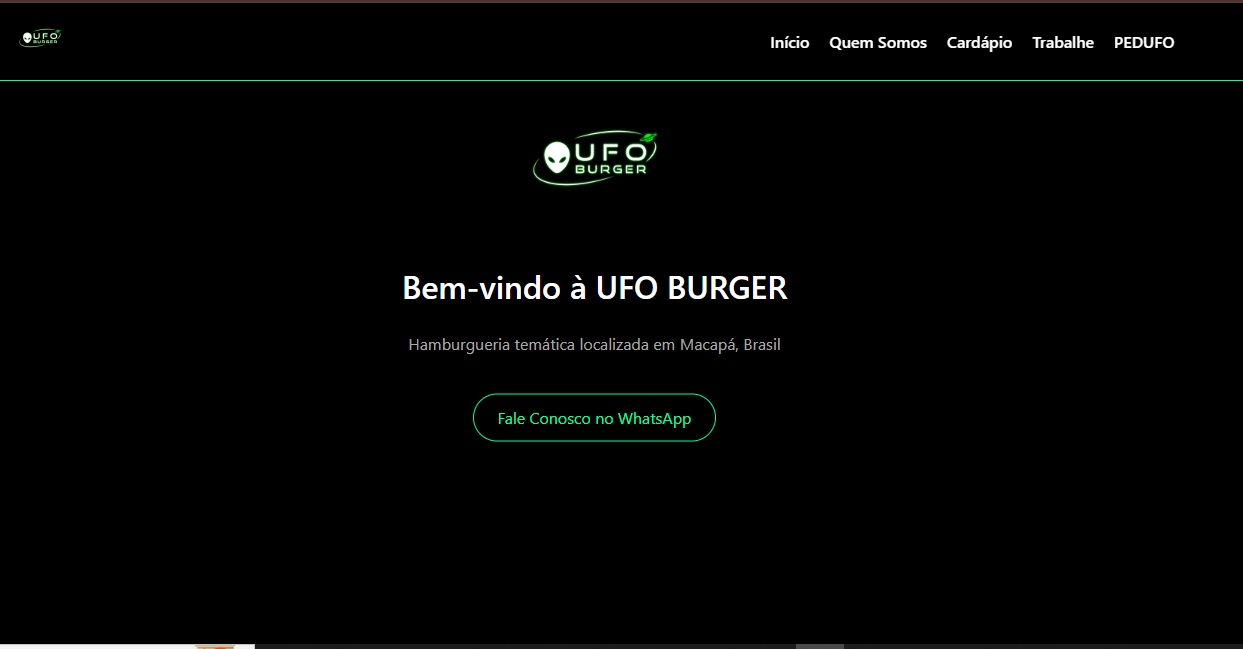 UFO
BURGER
Início Quem Somos Cardápio Trabalhe PEDUFO
UFO
BURGER
Bem-vindo à UFO BURGER
Hamburgueria temática localizada em Macapá, Brasil
Fale Conosco no WhatsApp